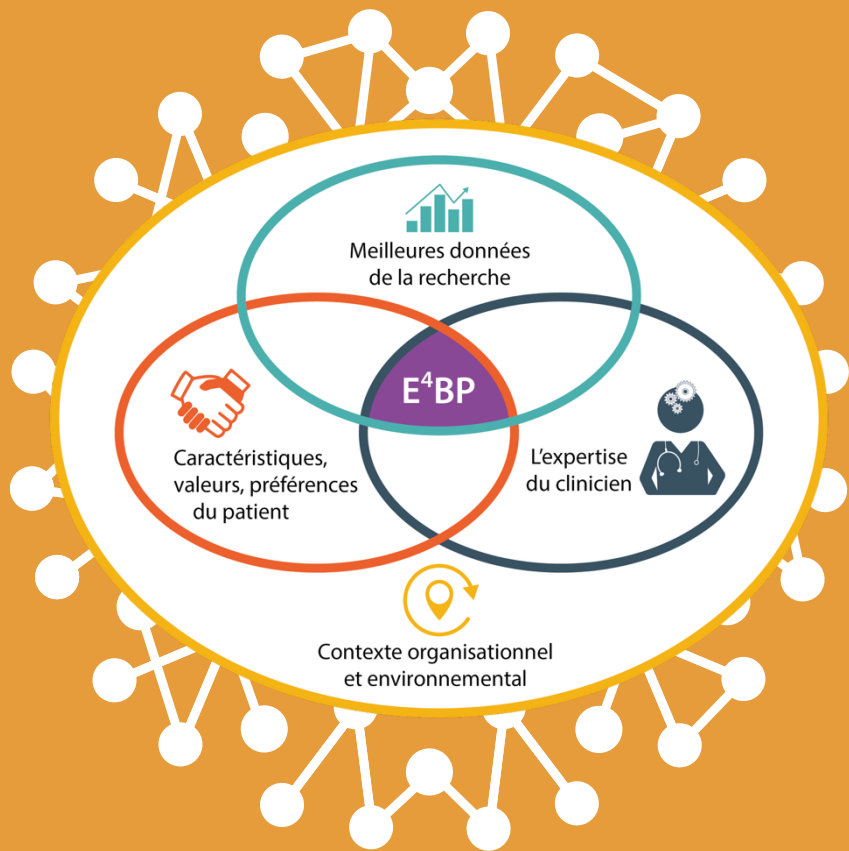 Meilleures données
de la recherche
E⁴BP
Caractéristiques,
valeurs, préférences
du patient
L'expertise
du clinicien
Contexte organisationnel
et environnemental